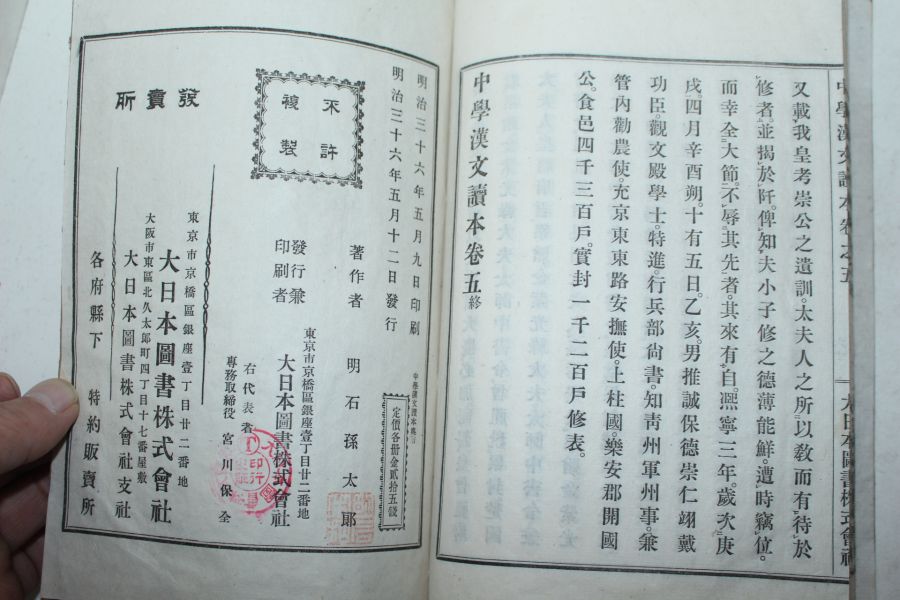 中學漢文讀本卷之五
大日本圖書株式會社
又載我皇考崇公之遺訓。太夫人之所以敎而有待於
修者。並揭於阡。俾知夫小子修之德薄能鮮。遭時竊位。
而幸全大節。不辱其先者。其來有自。熙寧三年。歲次庚
戌。四月辛酉朔。十有五日。乙亥。男推誠保德崇仁翊戴
功臣。觀文殿學士。特進。行兵部尙書。知靑州軍州事。兼
管內勸農使。充京東東路安撫使。上柱國樂安郡開國
公。食邑四千三百戶。實封一千二百戶修表。
中學漢文讀本卷五終
明治三十六年五月九日印刷
明治三十六年五月十二日發行
定價各册金貳拾五錢
不許
複製
著作者 明石孫太郞
發行兼
印刷者
東京市京橋區銀座壹丁目廿二番地
大日本圖書株式會社
右代表者
專務取締役 宮川保全
發賣所
東京市京橋區銀座壹丁目廿二番地
大日本圖書株式會社
大阪市東區北久太郞町四丁目十七番屋敷
大日本圖書株式會社支社
各府縣下 特約販賣所